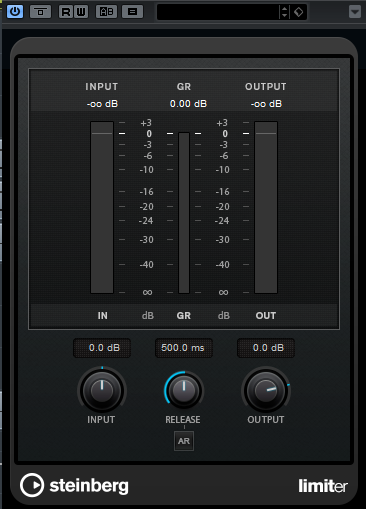 R W A B
INPUT GR OUTPUT
-oo dB 0.00 dB -oo dB
+3 +3
0 0
-3 -3
-6 -6
-10 -10
-16 -16
-20 -20
-24 -24
-30 -30
-40 -40
∞ ∞
IN dB GR dB OUT
0.0 dB 500.0 ms 0.0 dB
INPUT RELEASE OUTPUT
AR
steinberg limiter